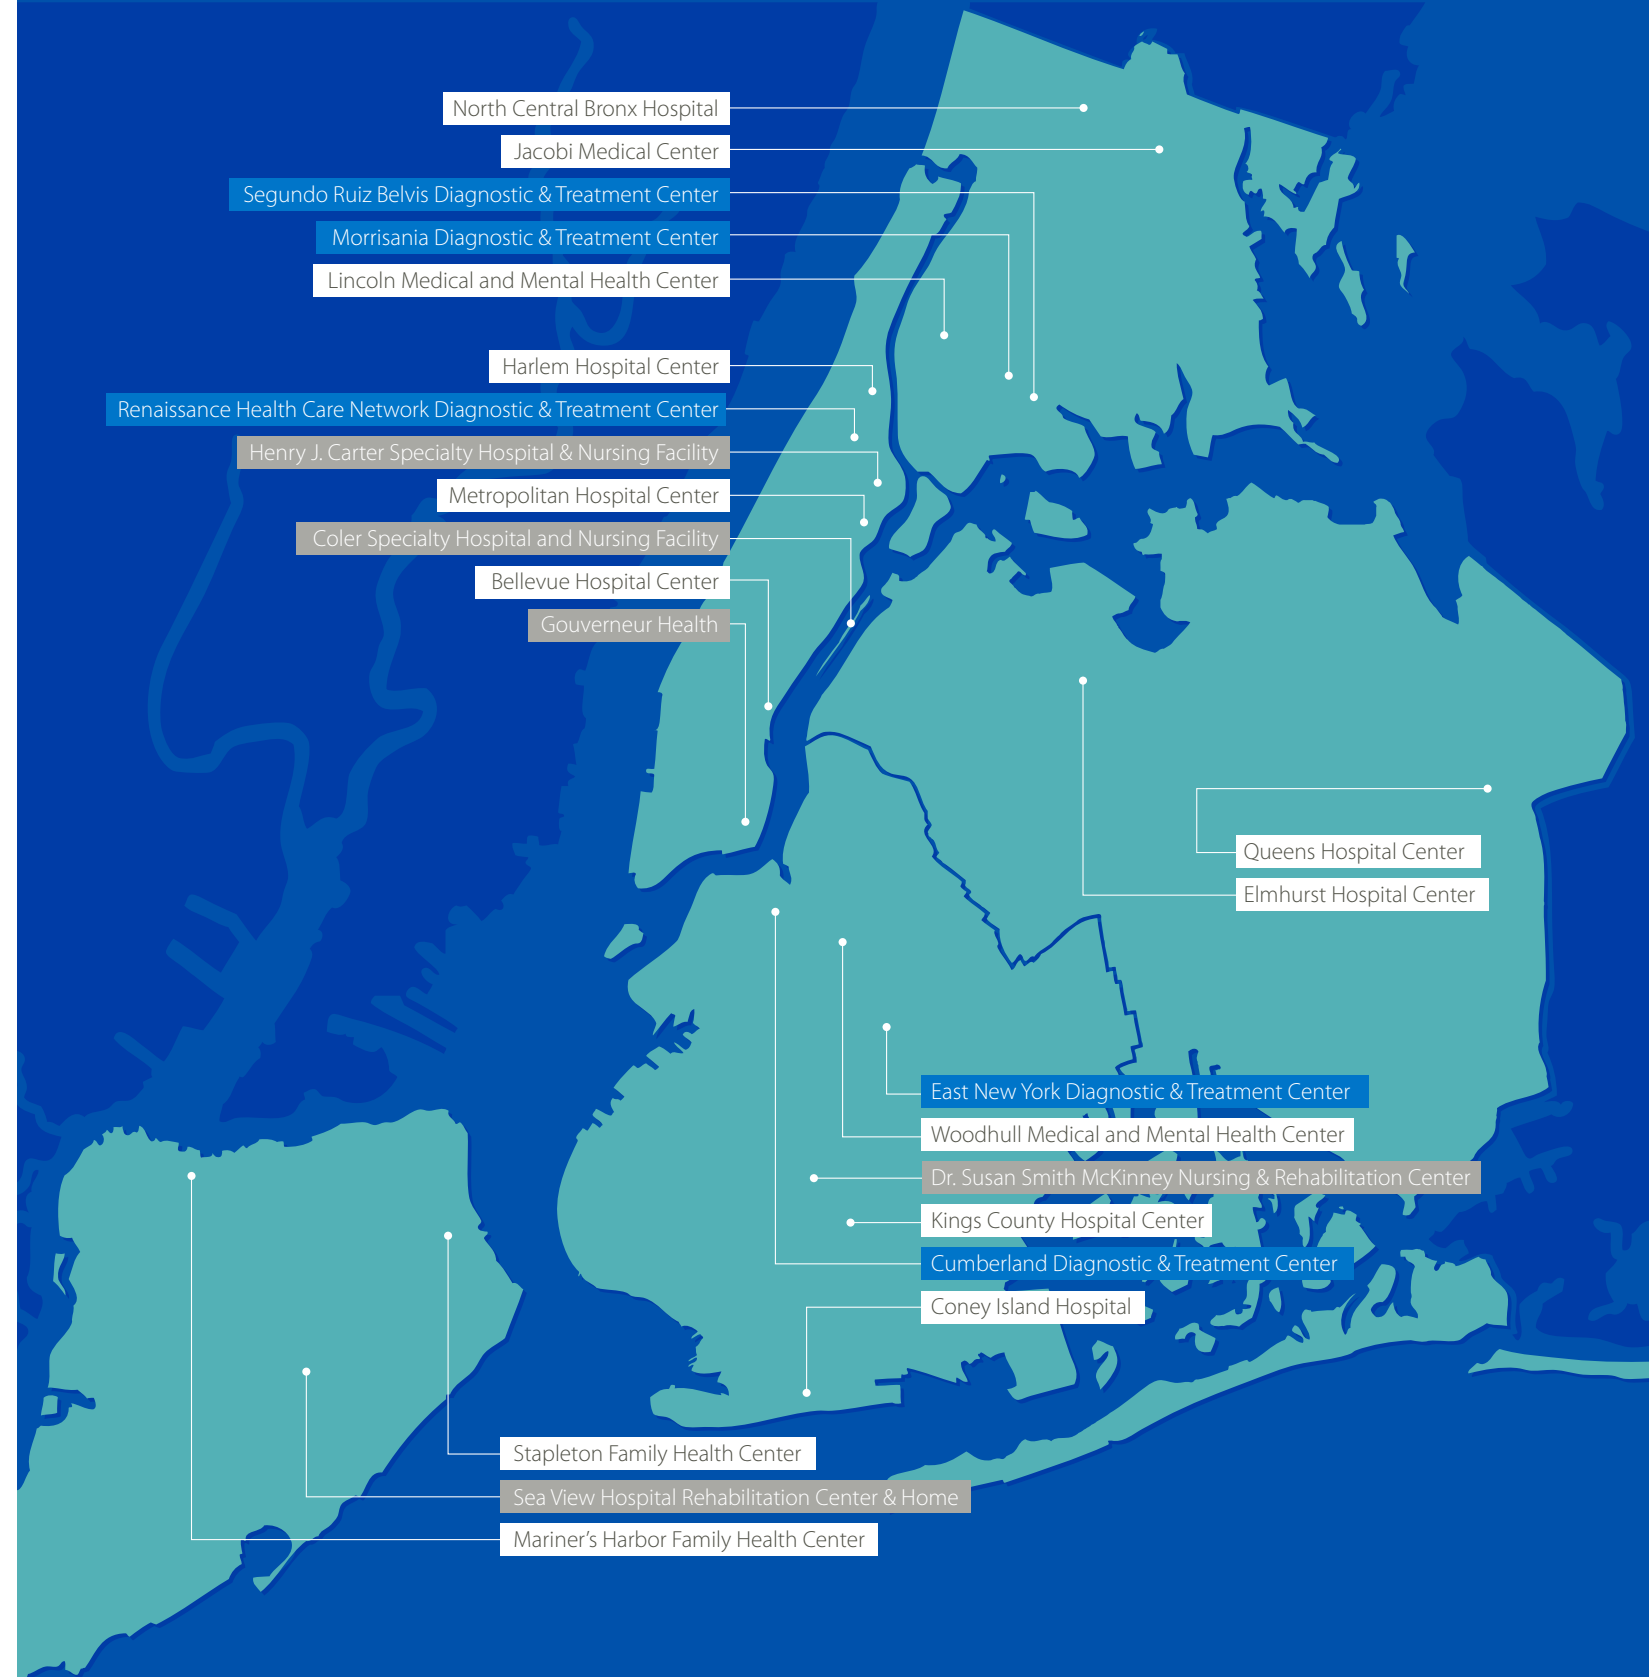 North Central Bronx Hospital
Jacobi Medical Center
Segundo Ruiz Belvis Diagnostic & Treatment Center
Morrisania Diagnostic & Treatment Center
Lincoln Medical and Mental Health Center
Harlem Hospital Center
Renaissance Health Care Network Diagnostic & Treatment Center
Henry J. Carter Specialty Hospital & Nursing Facility
Metropolitan Hospital Center
Coler Specialty Hospital and Nursing Facility
Bellevue Hospital Center
Gouverneur Health
Queens Hospital Center
Elmhurst Hospital Center
East New York Diagnostic & Treatment Center
Woodhull Medical and Mental Health Center
Dr. Susan Smith McKinney Nursing & Rehabilitation Center
Kings County Hospital Center
Cumberland Diagnostic & Treatment Center
Coney Island Hospital
Stapleton Family Health Center
Sea View Hospital Rehabilitation Center & Home
Mariner’s Harbor Family Health Center